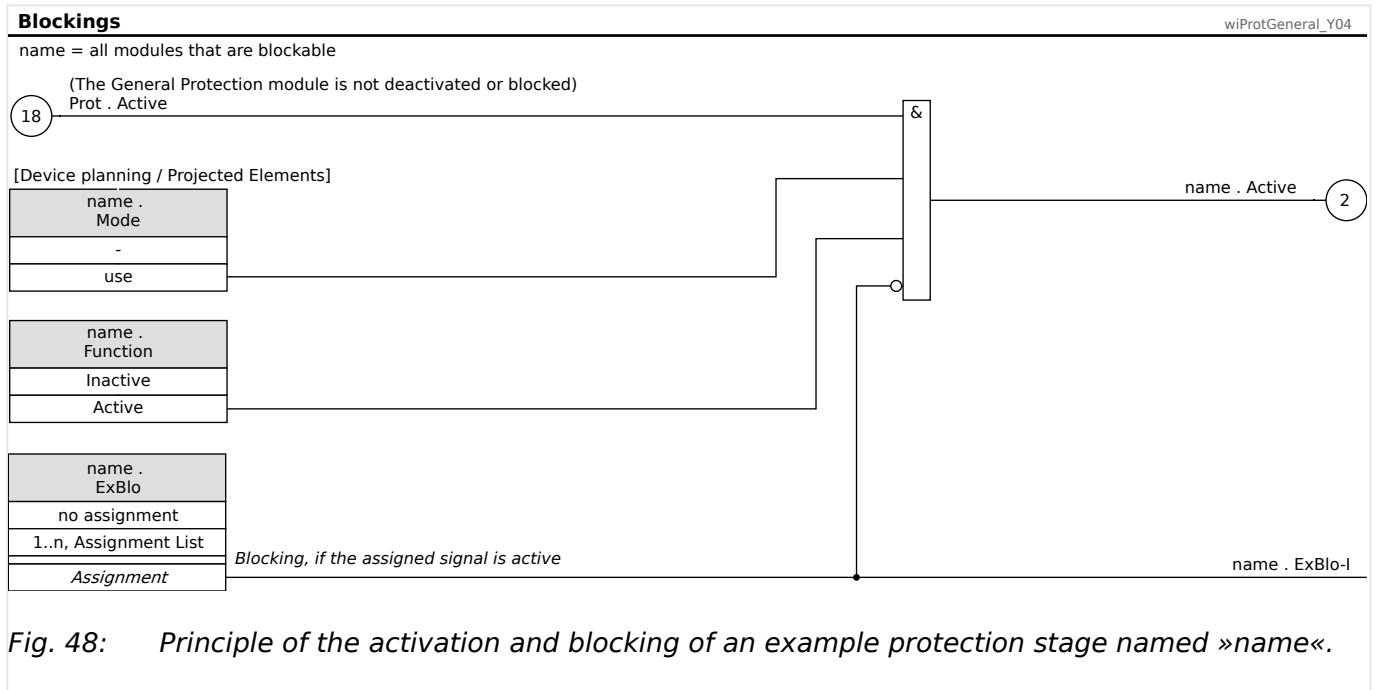 Blockings
wiProtGeneral_Y04
name = all modules that are blockable
(The General Protection module is not deactivated or blocked)
18
Prot . Active
&
[Device planning / Projected Elements]
name .
Mode
-
use
name . Active
2
name .
Function
Inactive
Active
name .
ExBlo
no assignment
1..n, Assignment List
Blocking, if the assigned signal is active
Assignment
name . ExBlo-I
Fig. 48: Principle of the activation and blocking of an example protection stage named »name«.